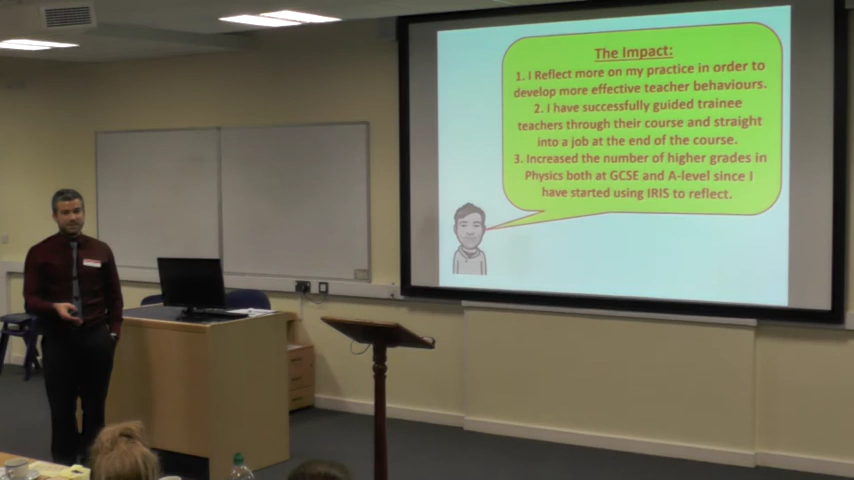 The Impact:
1. I Reflect more on my practice in order to
develop more effective teacher behaviours.
2. I have successfully guided trainee
teachers through their course and straight
into a job at the end of the course.
3. Increased the number of higher grades in
Physics both at GCSE and A-level since I
have started using IRIS to reflect.